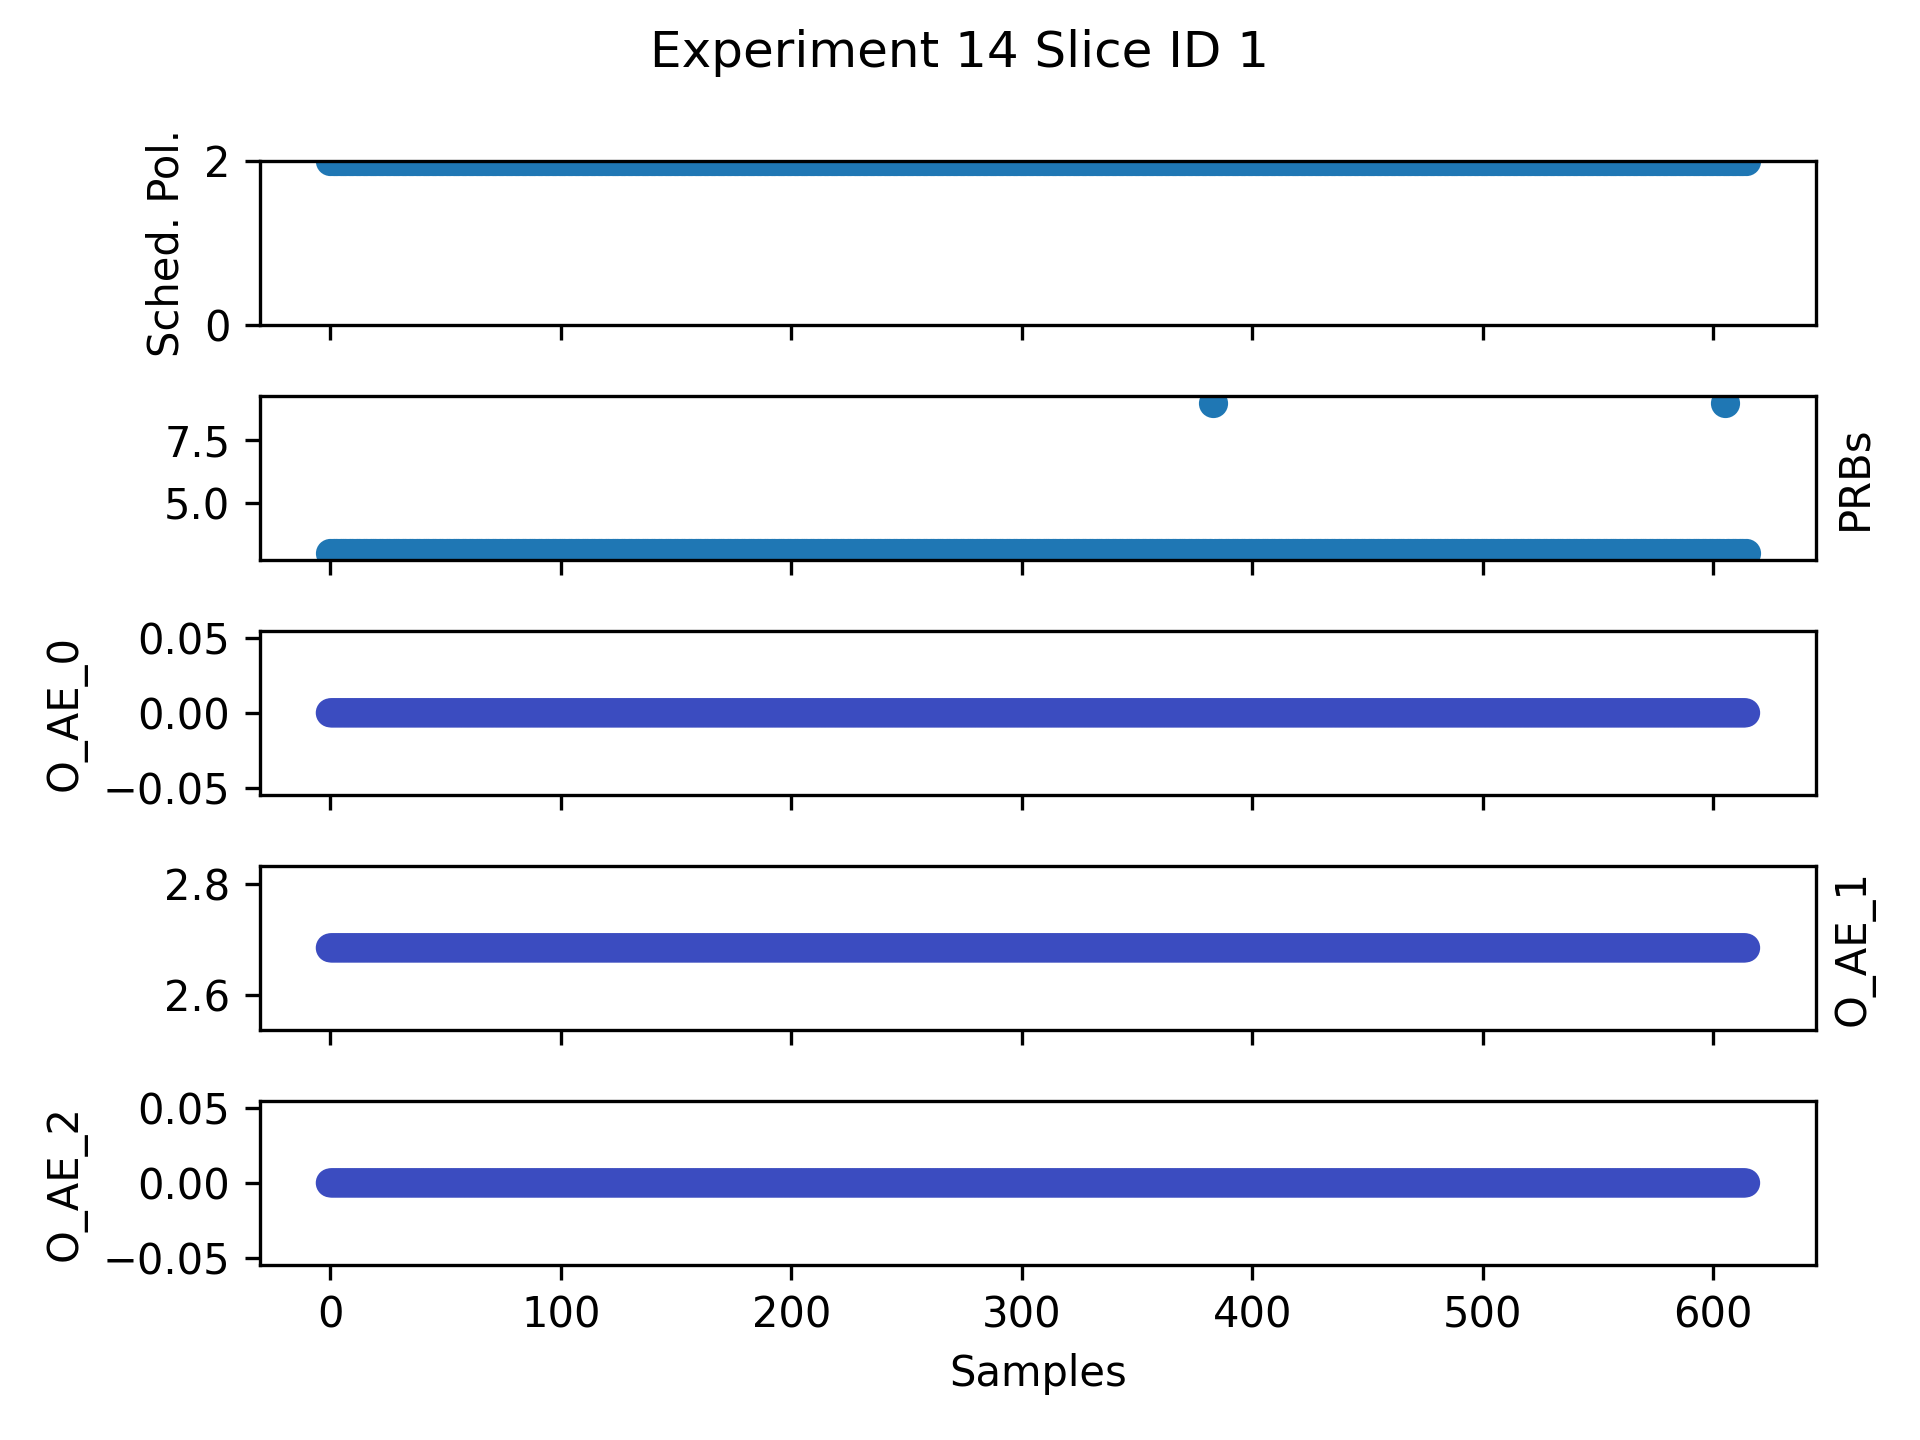 Experiment 14 Slice ID 1
Sched. Pol.
2
0
7.5
5.0
PRBs
O_AE_0
0.05
0.00
−0.05
2.8
2.6
O_AE_1
O_AE_2
0.05
0.00
−0.05
0 100 200 300 400 500 600
Samples